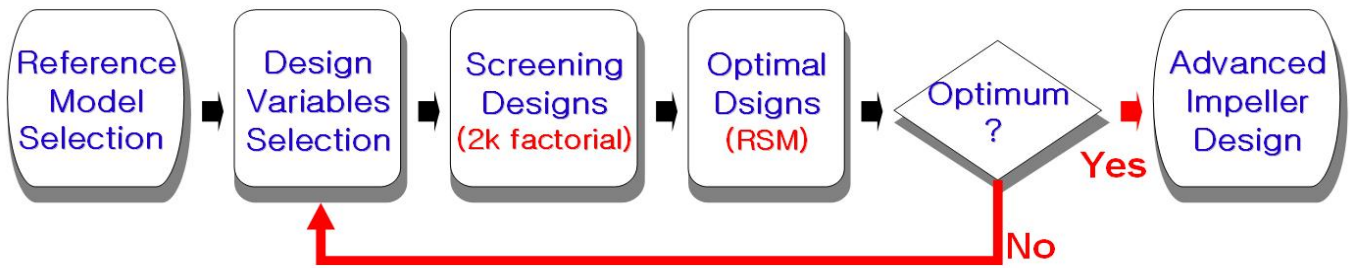 Reference
Model
Selection
Design
Variables
Selection
Screening
Designs
(2k factorial)
Optimal
Dsigns
(RSM)
Optimum
?
Yes
No
Advanced
Impeller
Design